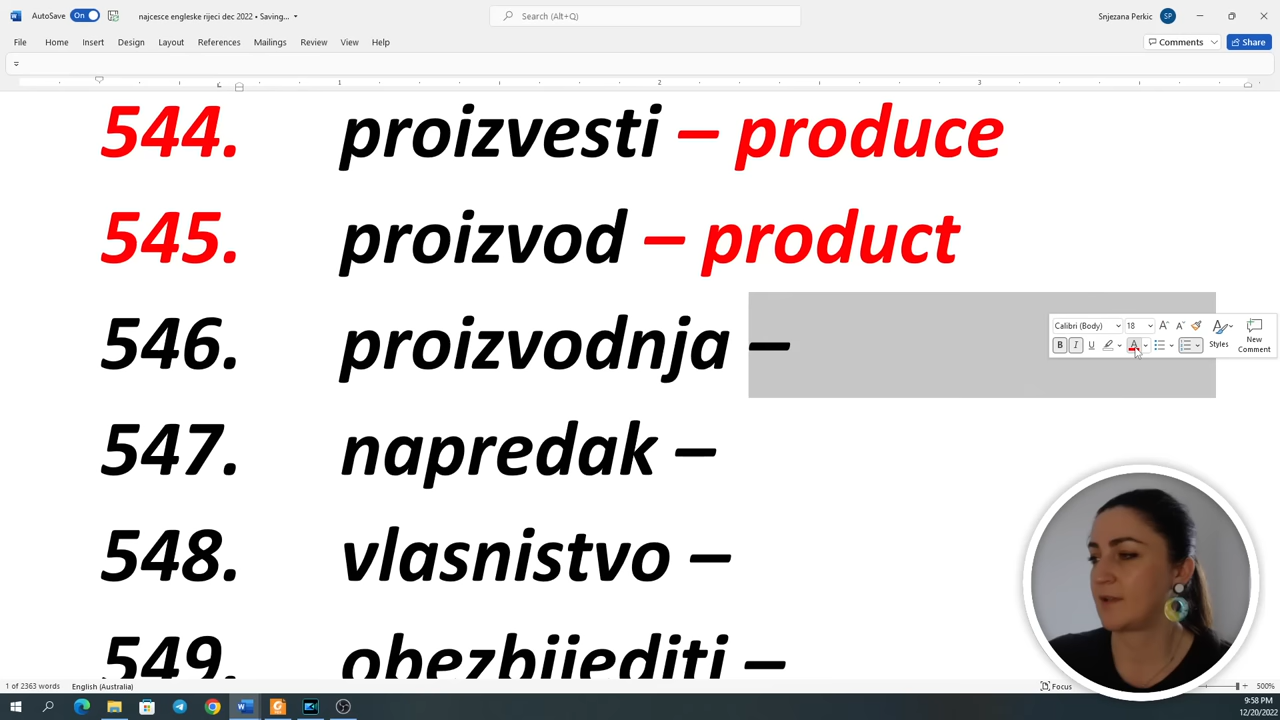 AutoSave On najcesce engleske rijeci dec 2022 • Saving... Search (Alt+Q) Snjezana Perkic SP
File Home Insert Design Layout References Mailings Review View Help Comments Share
1 2 3
544. proizvesti – produce
545. proizvod – product
546. proizvodnja –
Calibri (Body) 18 A A A
B I U A Styles New Comment
547. napredak –
548. vlasnistvo –
549. obezbijediti –
1 of 2363 words English (Australia) Focus 500%
9:58 PM
12/20/2022